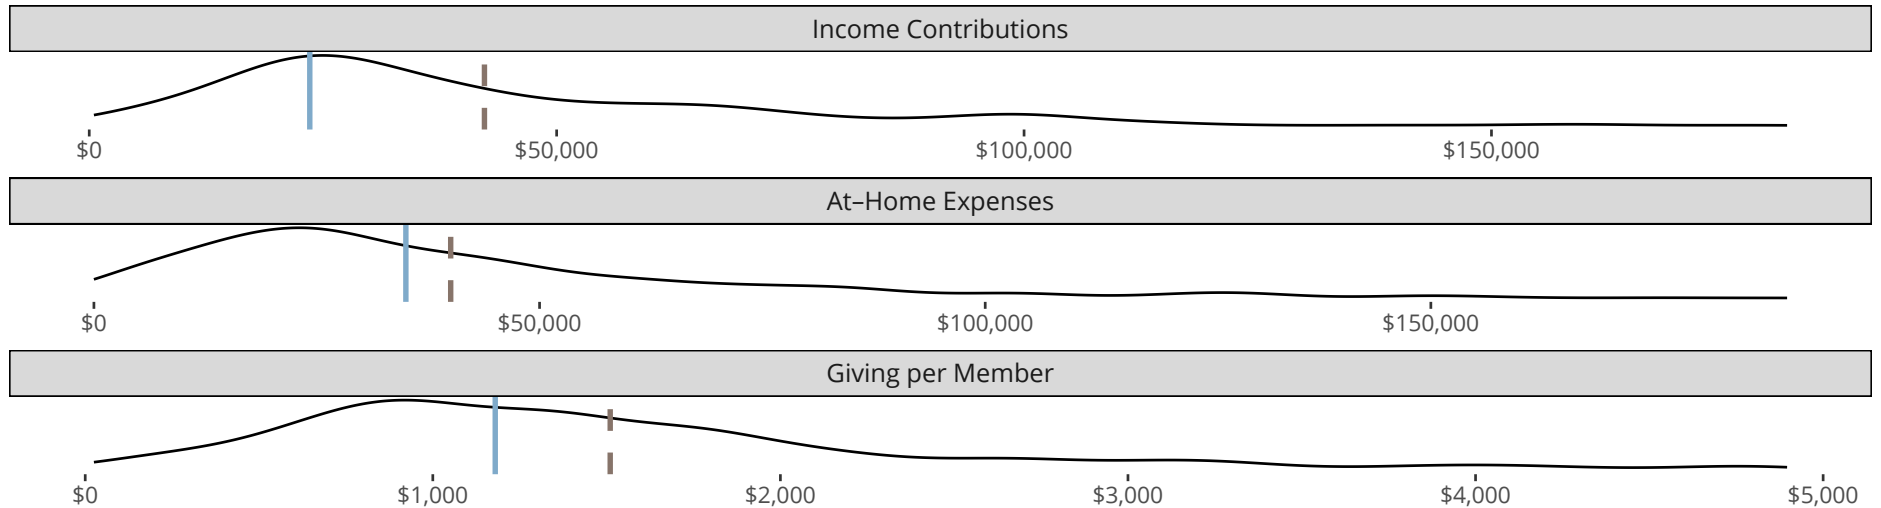 Income Contributions
$0 $50,000 $100,000 $150,000
At–Home Expenses
$0 $50,000 $100,000 $150,000
Giving per Member
$0 $1,000 $2,000 $3,000 $4,000 $5,000